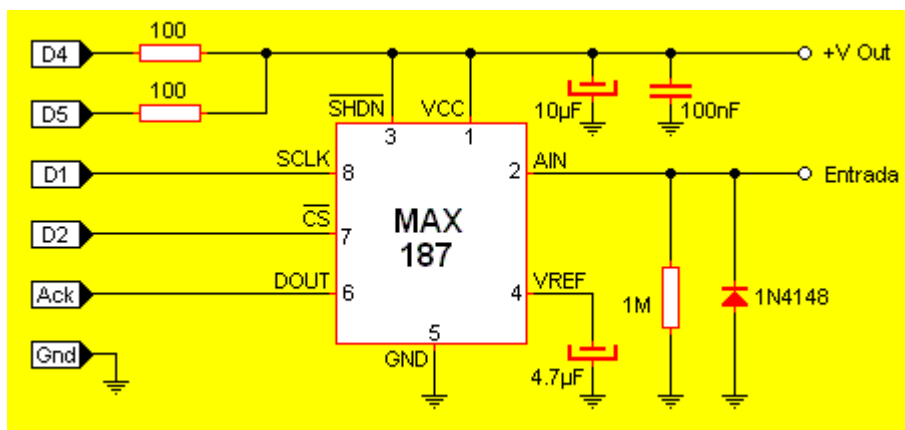 100
D4
+V Out
100
D5
SHDN
VCC
10µF
100nF
3
1
SCLK
D1
8
2
AIN
Entrada
CS
D2
7
MAX
187
DOUT
Ack
6
4
VREF
1M
1N4148
5
Gnd
GND
4.7µF